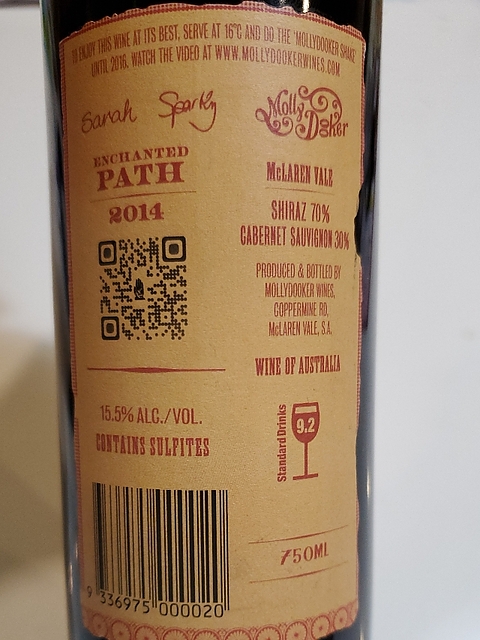 TO ENJOY THIS WINE AT ITS BEST, SERVE AT 16°C AND DO THE 'MOLLYDOOKER SHAKE'
UNTIL 2016. WATCH THE VIDEO AT WWW.MOLLYDOOKERWINES.COM
Sarah Sparky
Molly
Dooker
ENCHANTED
PATH
2014
McLAREN VALE
SHIRAZ 70%
CABERNET SAUVIGNON 30%
PRODUCED & BOTTLED BY
MOLLYDOOKER WINES,
COPPERMINE RD,
McLAREN VALE, S.A.
WINE OF AUSTRALIA
15.5% ALC./VOL.
CONTAINS SULFITES
Standard Drinks
9.2
750ML
9 336975 000020